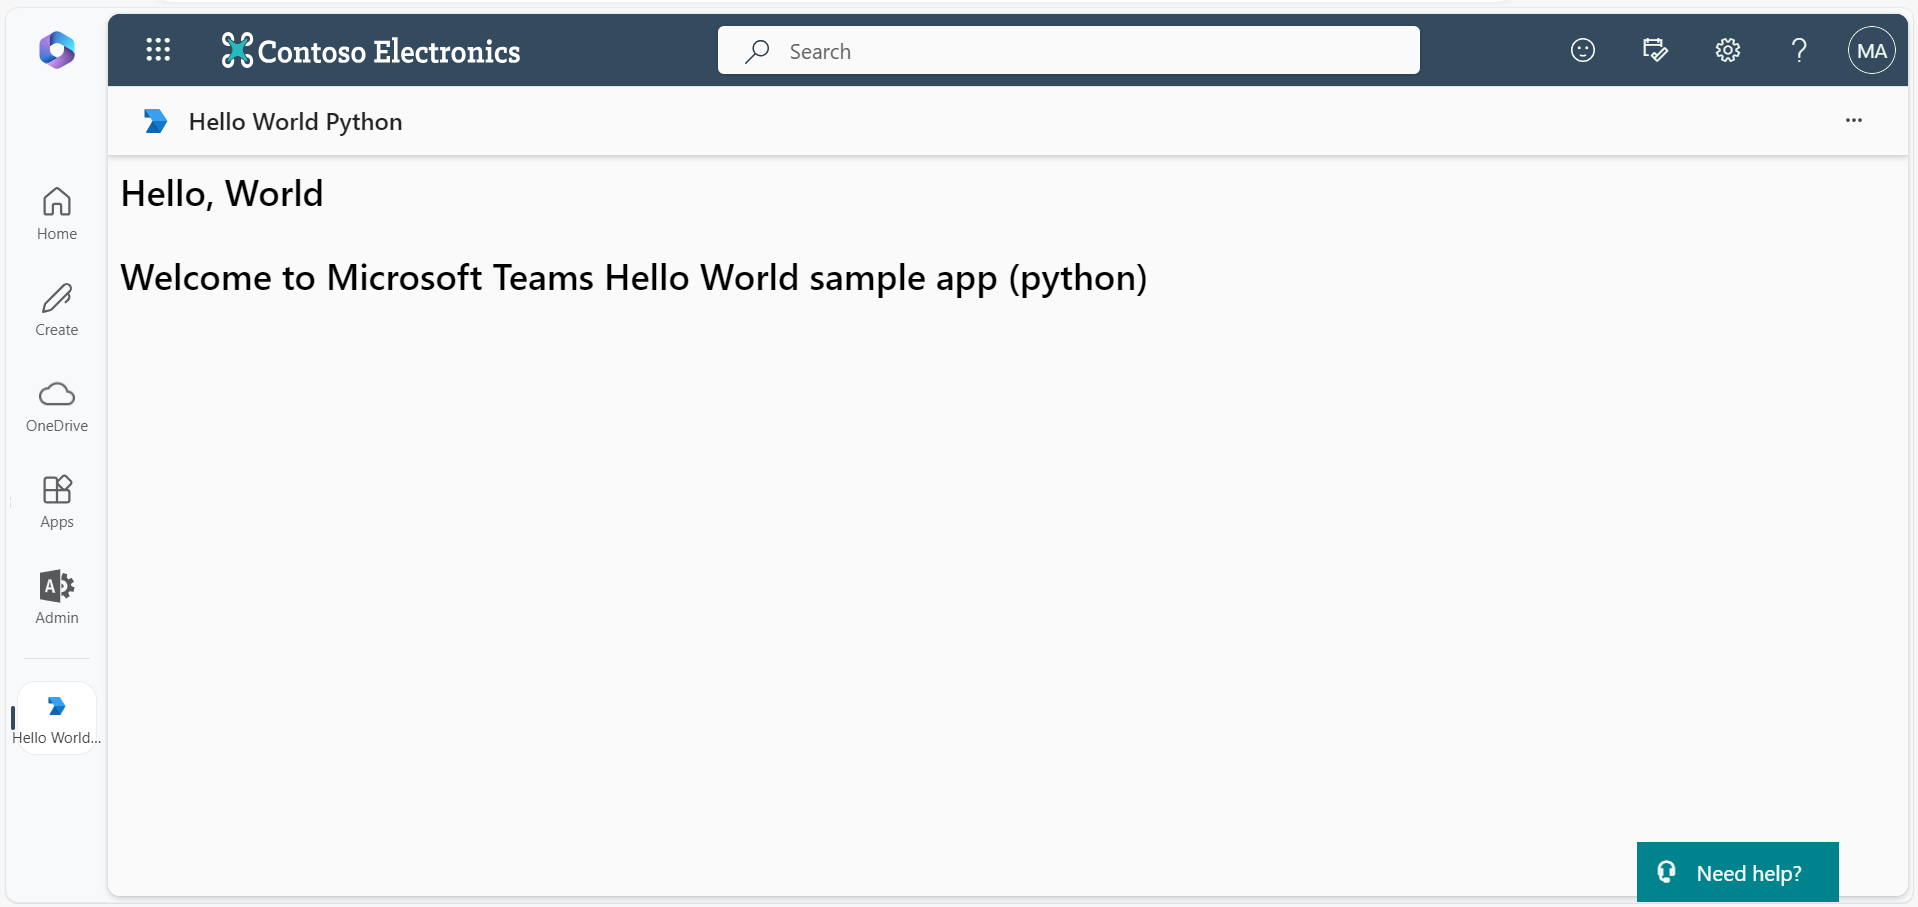 Contoso Electronics
Search
MA
Hello World Python
...
Hello, World
Welcome to Microsoft Teams Hello World sample app (python)
Home
Create
OneDrive
Apps
A
Admin
Hello World...
Need help?